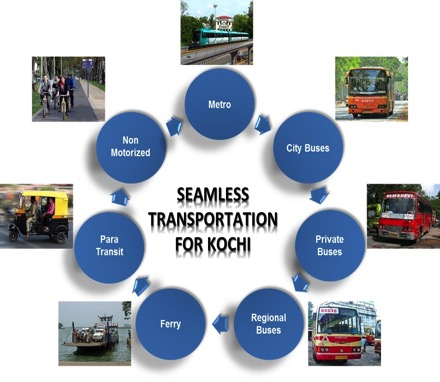 Metro
City Buses
Private
Buses
Regional
Buses
Ferry
Para
Transit
Non
Motorized
SEAMLESS
TRANSPORTATION
FOR KOCHI